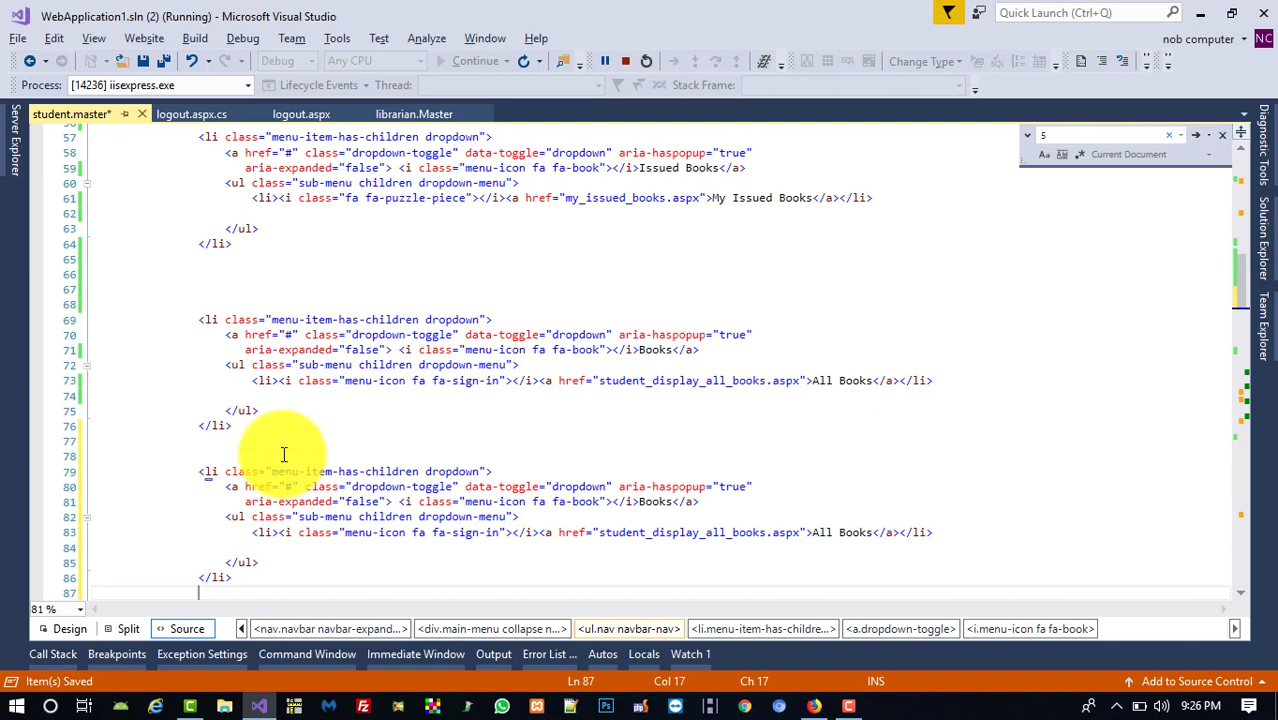 WebApplication1.sln (2) (Running) - Microsoft Visual Studio
Quick Launch (Ctrl+Q)
File Edit View Website Build Debug Team Tools Test Analyze Window Help
nob computer NC
Debug Any CPU Continue Change Type
Process: [14236] iisexpress.exe Lifecycle Events Thread: Stack Frame:
student.master* logout.aspx.cs logout.aspx librarian.Master
5
Current Document
Server Explorer
Diagnostic Tools
Solution Explorer
Team Explorer
57 <li class="menu-item-has-children dropdown">
58 <a href="#" class="dropdown-toggle" data-toggle="dropdown" aria-haspopup="true"
59 aria-expanded="false"> <i class="menu-icon fa fa-book"></i>Issued Books</a>
60 <ul class="sub-menu children dropdown-menu">
61 <li><i class="fa fa-puzzle-piece"></i><a href="my_issued_books.aspx">My Issued Books</a></li>
62
63 </ul>
64 </li>
65
66
67
68
69 <li class="menu-item-has-children dropdown">
70 <a href="#" class="dropdown-toggle" data-toggle="dropdown" aria-haspopup="true"
71 aria-expanded="false"> <i class="menu-icon fa fa-book"></i>Books</a>
72 <ul class="sub-menu children dropdown-menu">
73 <li><i class="menu-icon fa fa-sign-in"></i><a href="student_display_all_books.aspx">All Books</a></li>
74
75 </ul>
76 </li>
77
78
79 <li class="menu-item-has-children dropdown">
80 <a href="#" class="dropdown-toggle" data-toggle="dropdown" aria-haspopup="true"
81 aria-expanded="false"> <i class="menu-icon fa fa-book"></i>Books</a>
82 <ul class="sub-menu children dropdown-menu">
83 <li><i class="menu-icon fa fa-sign-in"></i><a href="student_display_all_books.aspx">All Books</a></li>
84
85 </ul>
86 </li>
87
81 %
Design Split Source <nav.navbar navbar-expand...> <div.main-menu collapse n...> <ul.nav navbar-nav> <li.menu-item-has-childre...> <a.dropdown-toggle> <i.menu-icon fa fa-book>
Call Stack Breakpoints Exception Settings Command Window Immediate Window Output Error List ... Autos Locals Watch 1
Item(s) Saved Ln 87 Col 17 Ch 17 INS Add to Source Control
9:26 PM